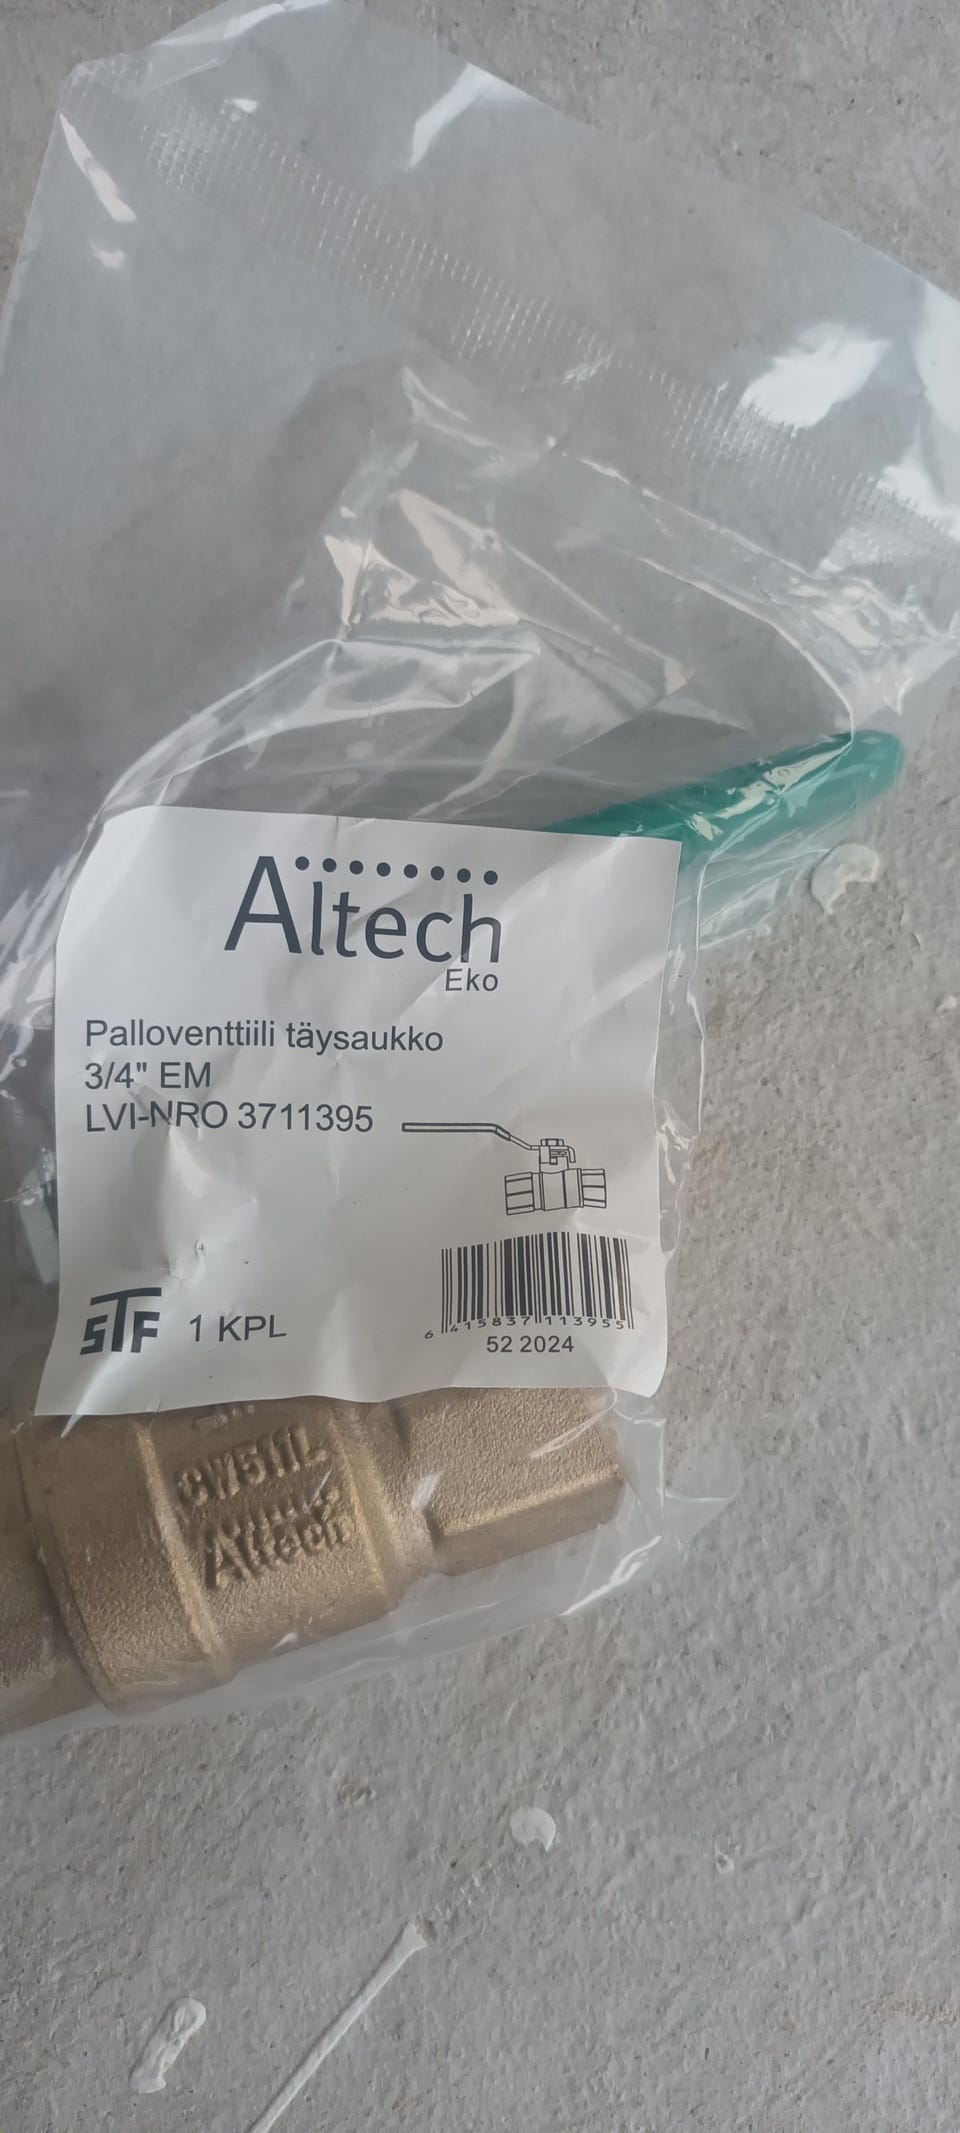 Altech
Eko
Palloventtiili täysaukko
3/4" EM
LVI-NRO 3711395
STF 1 KPL
6 415837 113955
52 2024
CW511L
Altech